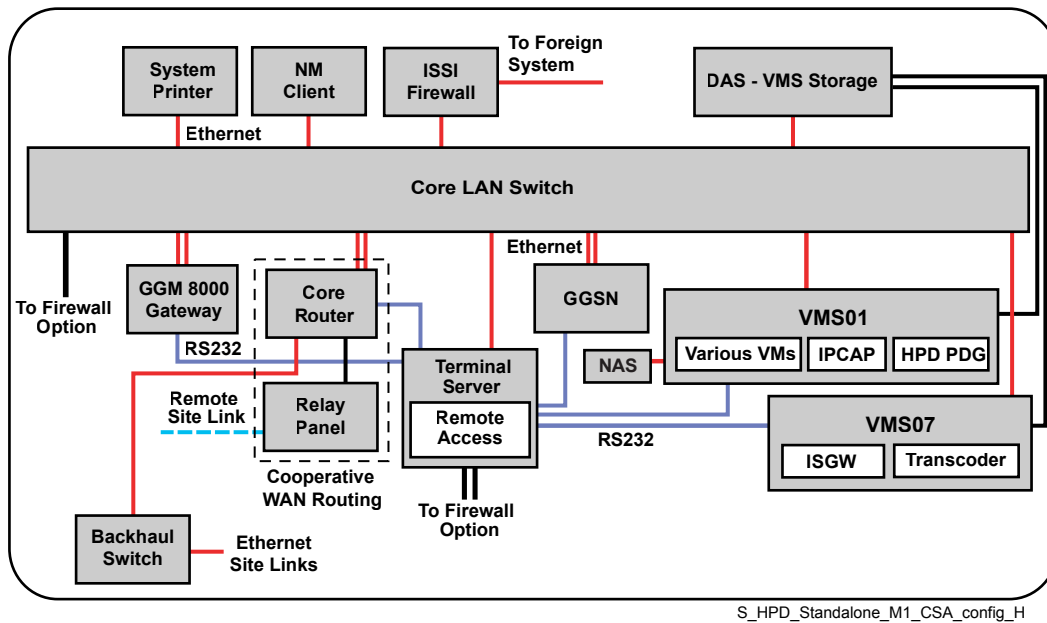 System
Printer
NM
Client
ISSI
Firewall
To Foreign
System
DAS - VMS Storage
Ethernet
Core LAN Switch
To Firewall
Option
GGM 8000
Gateway
RS232
Core
Router
Relay
Panel
Remote
Site Link
Cooperative
WAN Routing
Backhaul
Switch
Ethernet
Site Links
Ethernet
Terminal
Server
Remote
Access
To Firewall
Option
GGSN
NAS
VMS01
Various VMs
IPCAP
HPD PDG
RS232
VMS07
ISGW
Transcoder
S_HPD_Standalone_M1_CSA_config_H